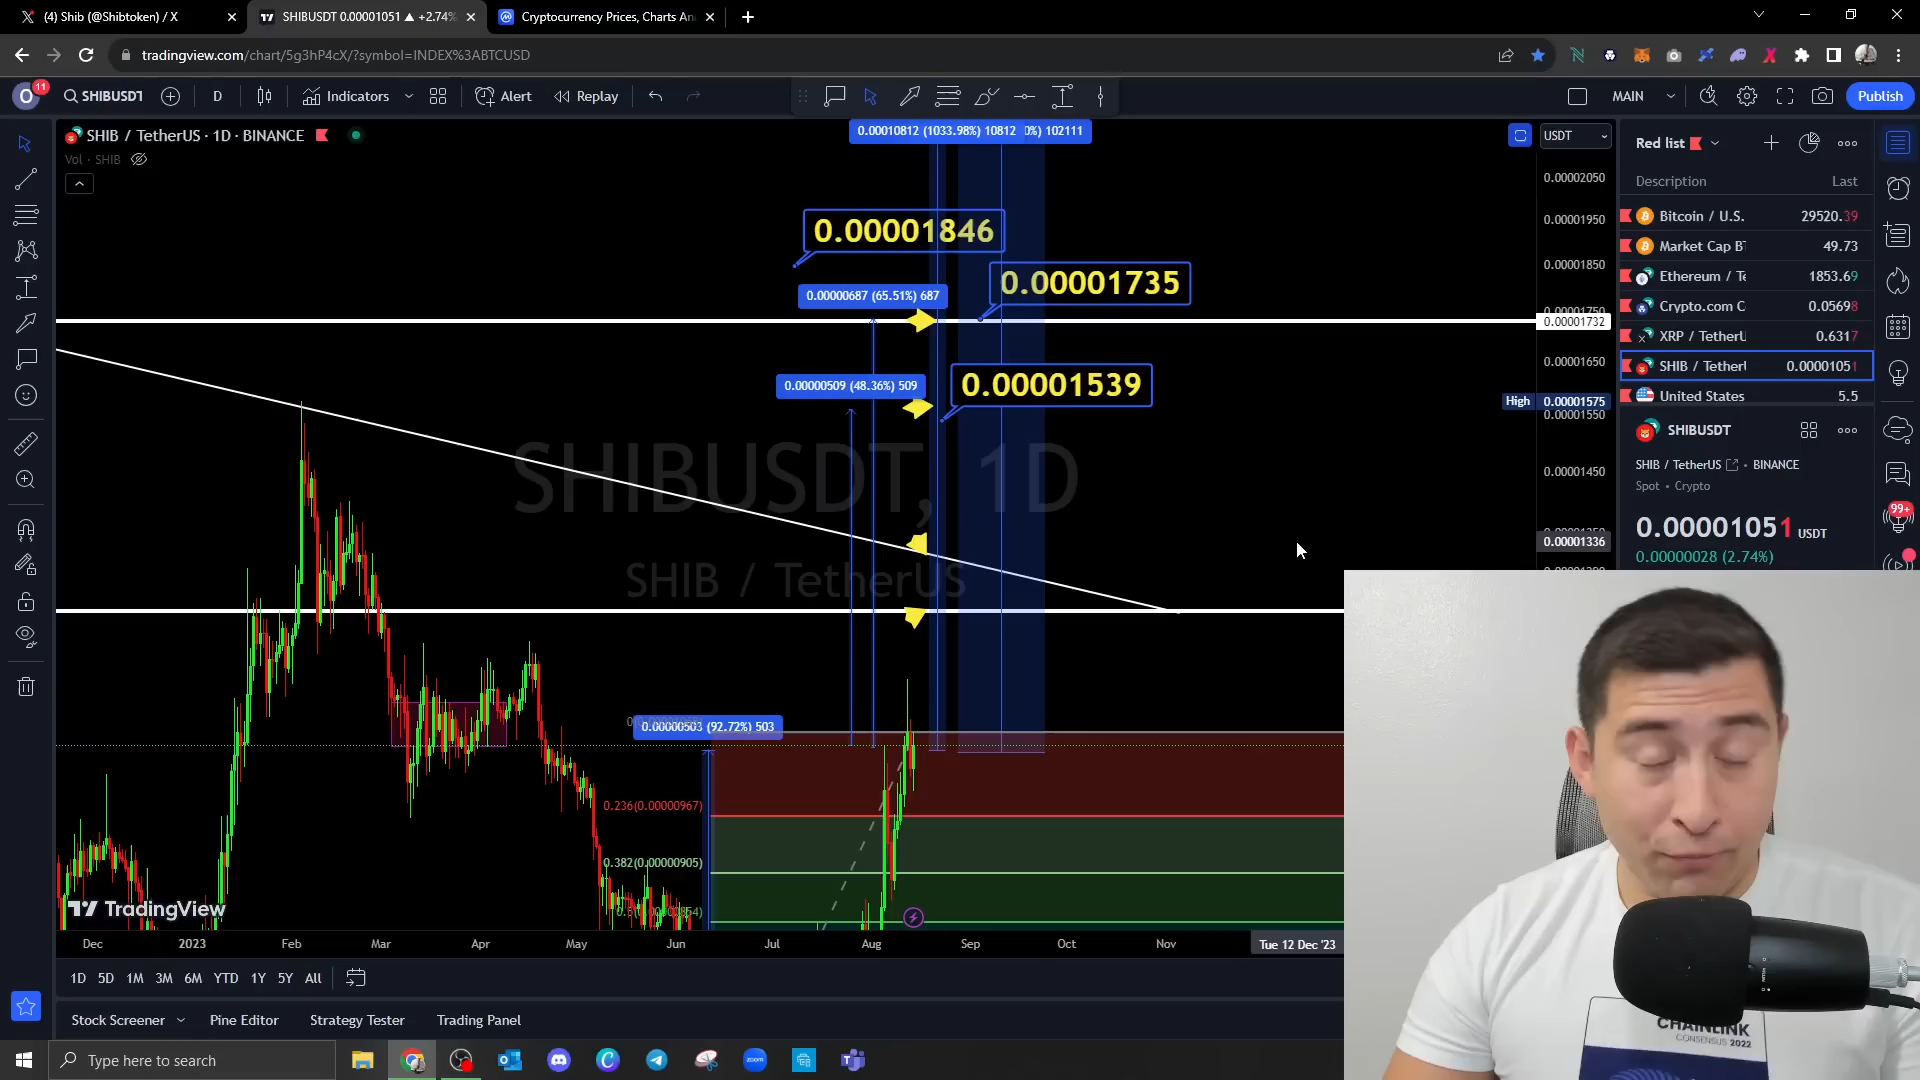 (4) Shib (@Shibtoken) / X
SHIBUSDT 0.00001051 ▲ +2.74%
Cryptocurrency Prices, Charts An
tradingview.com/chart/5g3hP4cX/?symbol=INDEX%3ABTCUSD
O
11
SHIBUSDT
D
Indicators
Alert
Replay
MAIN
Publish
SHIB / TetherUS · 1D · BINANCE
Vol · SHIB
0.00010812 (1033.98%) 10812
0%) 102111
USDT
0.00002050
0.00001950
0.00001850
0.00001732
0.00001650
High 0.00001575
0.00001550
0.00001450
0.00001336
0.00001846
0.00001735
0.00000687 (65.51%) 687
0.00000509 (48.36%) 509
0.00001539
SHIBUSDT, 1D
SHIB / TetherUS
0.00000503 (92.72%) 503
0.236(0.00000967)
0.382(0.00000905)
TradingView
Dec 2023 Feb Mar Apr May Jun Jul Aug Sep Oct Nov
Tue 12 Dec '23
1D 5D 1M 3M 6M YTD 1Y 5Y All
Stock Screener Pine Editor Strategy Tester Trading Panel
Type here to search
Red list
Description Last
Bitcoin / U.S. 29520.39
Market Cap B 49.73
Ethereum / Te 1853.69
Crypto.com C 0.05698
XRP / Tether 0.6317
SHIB / Tether 0.00001051
United States 5.5
SHIBUSDT
SHIB / TetherUS · BINANCE
Spot · Crypto
0.00001051 USDT
0.00000028 (2.74%)
99+
CHAINLINK
CONSENSUS 2022
zoom